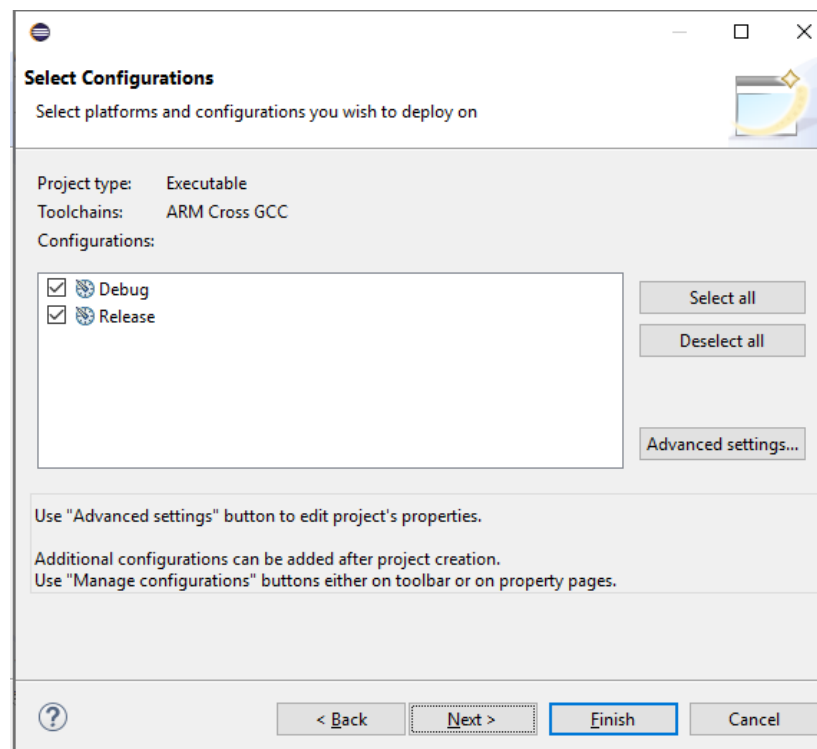 Select Configurations
Select platforms and configurations you wish to deploy on
Project type: Executable
Toolchains: ARM Cross GCC
Configurations:
Debug
Release
Select all
Deselect all
Advanced settings...
Use "Advanced settings" button to edit project's properties.
Additional configurations can be added after project creation.
Use "Manage configurations" buttons either on toolbar or on property pages.
?
< Back
Next >
Finish
Cancel